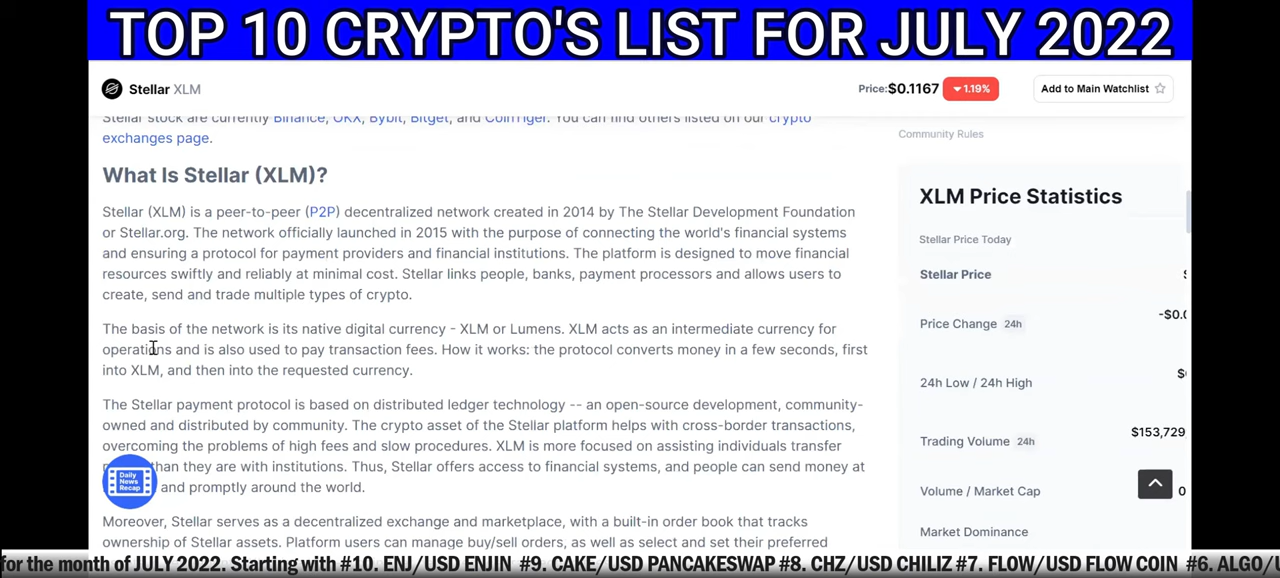 TOP 10 CRYPTO'S LIST FOR JULY 2022
Stellar XLM
Price:$0.1167
1.19%
Add to Main Watchlist
Stellar stock are currently Binance, OKX, Bybit, Bitget, and CoinTiger. You can find others listed on our crypto
exchanges page.
What Is Stellar (XLM)?
Stellar (XLM) is a peer-to-peer (P2P) decentralized network created in 2014 by The Stellar Development Foundation
or Stellar.org. The network officially launched in 2015 with the purpose of connecting the world's financial systems
and ensuring a protocol for payment providers and financial institutions. The platform is designed to move financial
resources swiftly and reliably at minimal cost. Stellar links people, banks, payment processors and allows users to
create, send and trade multiple types of crypto.
The basis of the network is its native digital currency - XLM or Lumens. XLM acts as an intermediate currency for
operations and is also used to pay transaction fees. How it works: the protocol converts money in a few seconds, first
into XLM, and then into the requested currency.
The Stellar payment protocol is based on distributed ledger technology -- an open-source development, community-
owned and distributed by community. The crypto asset of the Stellar platform helps with cross-border transactions,
overcoming the problems of high fees and slow procedures. XLM is more focused on assisting individuals transfer
than they are with institutions. Thus, Stellar offers access to financial systems, and people can send money at
and promptly around the world.
Moreover, Stellar serves as a decentralized exchange and marketplace, with a built-in order book that tracks
ownership of Stellar assets. Platform users can manage buy/sell orders, as well as select and set their preferred
Community Rules
XLM Price Statistics
Stellar Price Today
Stellar Price
Price Change 24h
-$0.0
24h Low / 24h High
Trading Volume 24h
$153,729
Volume / Market Cap
0
Market Dominance
Daily
News
Recap
for the month of JULY 2022. Starting with #10. ENJ/USD ENJIN #9. CAKE/USD PANCAKESWAP #8. CHZ/USD CHILIZ #7. FLOW/USD FLOW COIN #6. ALGO/